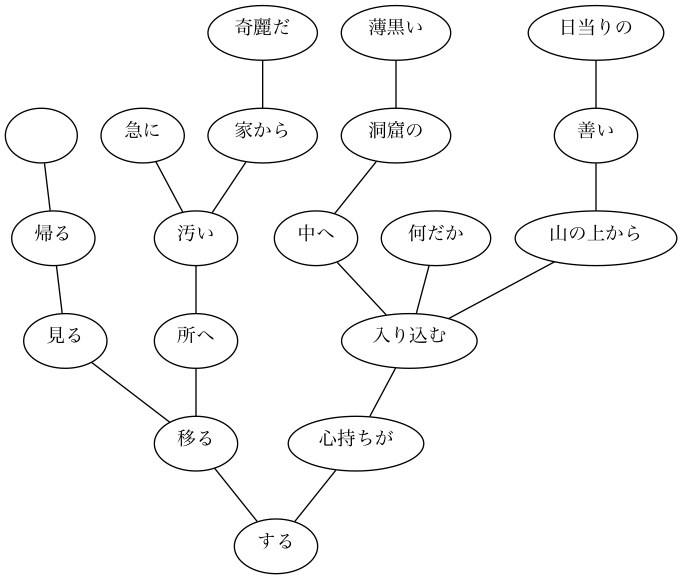 奇麗だ
薄黒い
日当りの
急に
家から
洞窟の
善い
帰る
汚い
中へ
何だか
山の上から
見る
所へ
入り込む
移る
心持ちが
する